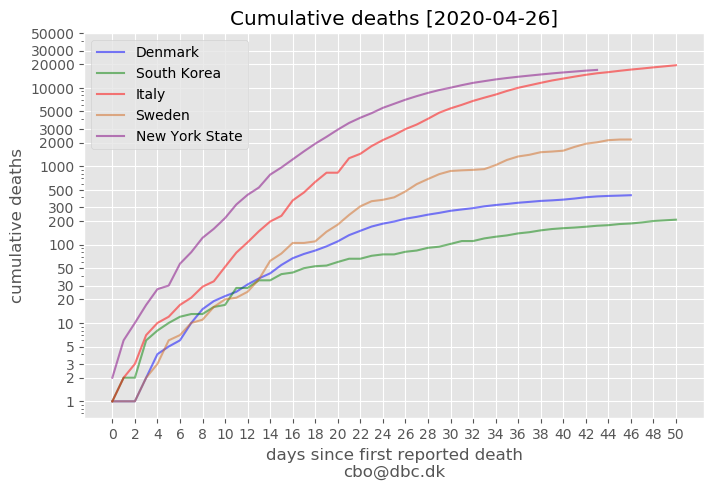 Cumulative deaths [2020-04-26]
50000
30000
20000
10000
5000
3000
2000
1000
500
300
200
100
50
30
20
10
5
3
2
1
cumulative deaths
Denmark
South Korea
Italy
Sweden
New York State
0 2 4 6 8 10 12 14 16 18 20 22 24 26 28 30 32 34 36 38 40 42 44 46 48 50
days since first reported death
cbo@dbc.dk